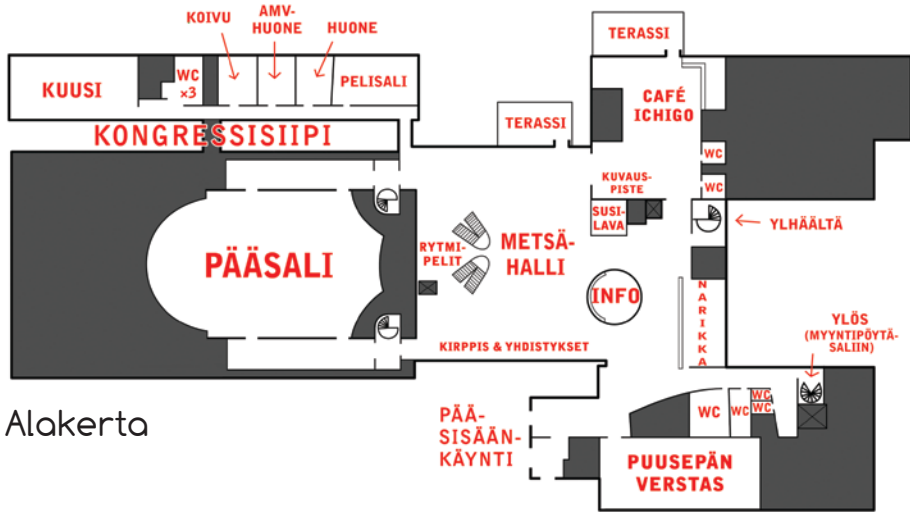 KOIVU
AMV-
HUONE
HUONE
TERASSI
KUUSI
WC
×3
PELISALI
CAFÉ
ICHIGO
KONGRESSISIIPI
TERASSI
WC
WC
KUVAUS-
PISTE
SUSI-
LAVA
YLHÄÄLTÄ
PÄÄSALI
RYTMI-
PELIT
METSÄ-
HALLI
INFO
NARIKKA
YLÖS
(MYYNTIPÖYTÄ-
SALIIN)
KIRPPIS & YHDISTYKSET
Alakerta
PÄÄ-
SISÄÄN-
KÄYNTI
WC
WC
WC
WC
PUUSEPÄN
VERSTAS